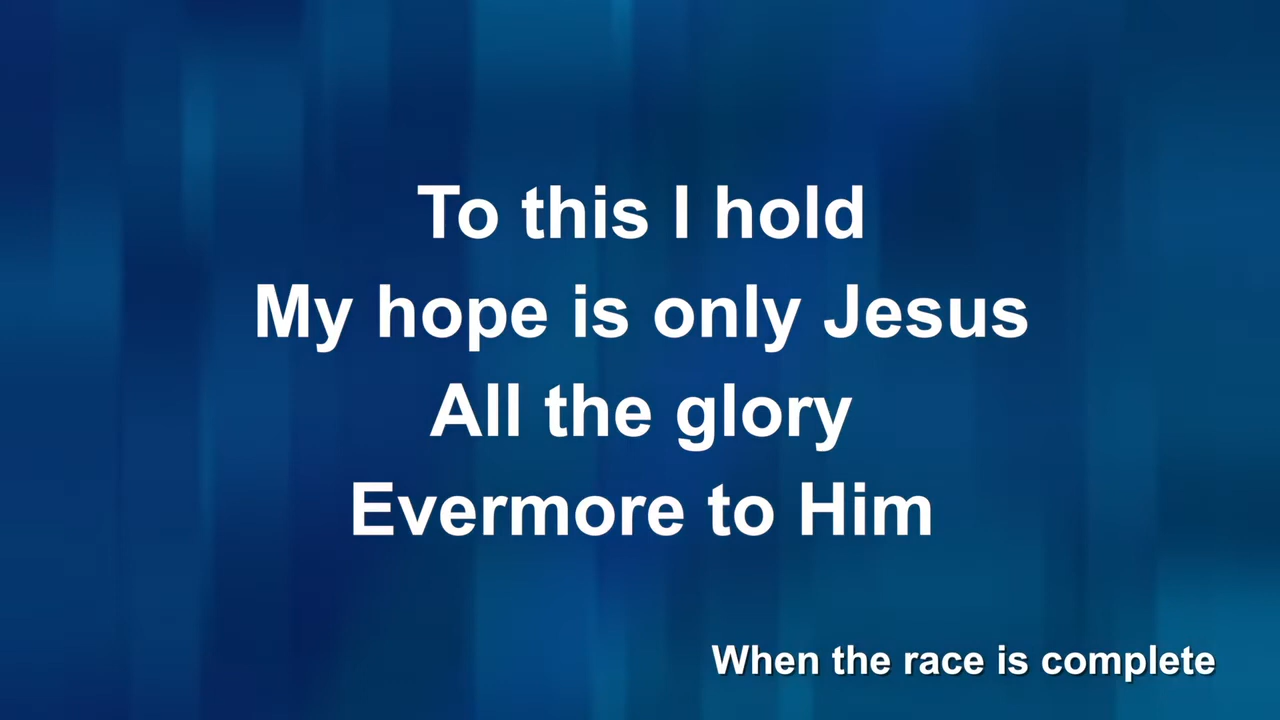 To this I hold
My hope is only Jesus
All the glory
Evermore to Him
When the race is complete